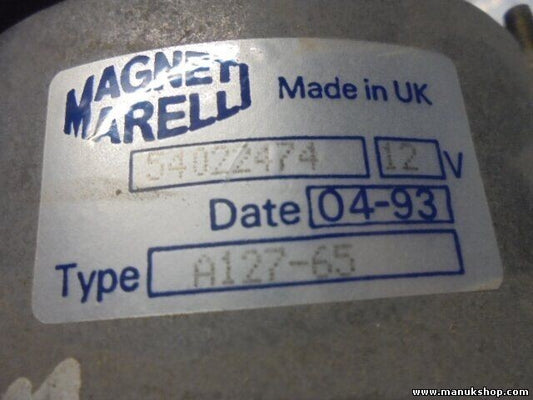 MAGNETI
MARELLI
Made in UK
54022474 12 V
Date 04-93
Type A127-65
www.manukshop.com